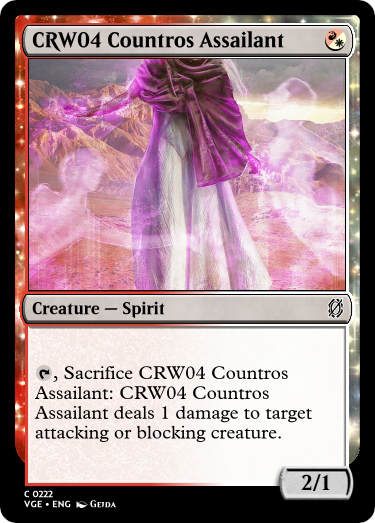 CRW04 Countros Assailant
Creature — Spirit
, Sacrifice CRW04 Countros
Assailant: CRW04 Countros
Assailant deals 1 damage to target
attacking or blocking creature.
2/1
C 0222
VGE • ENG Gejda